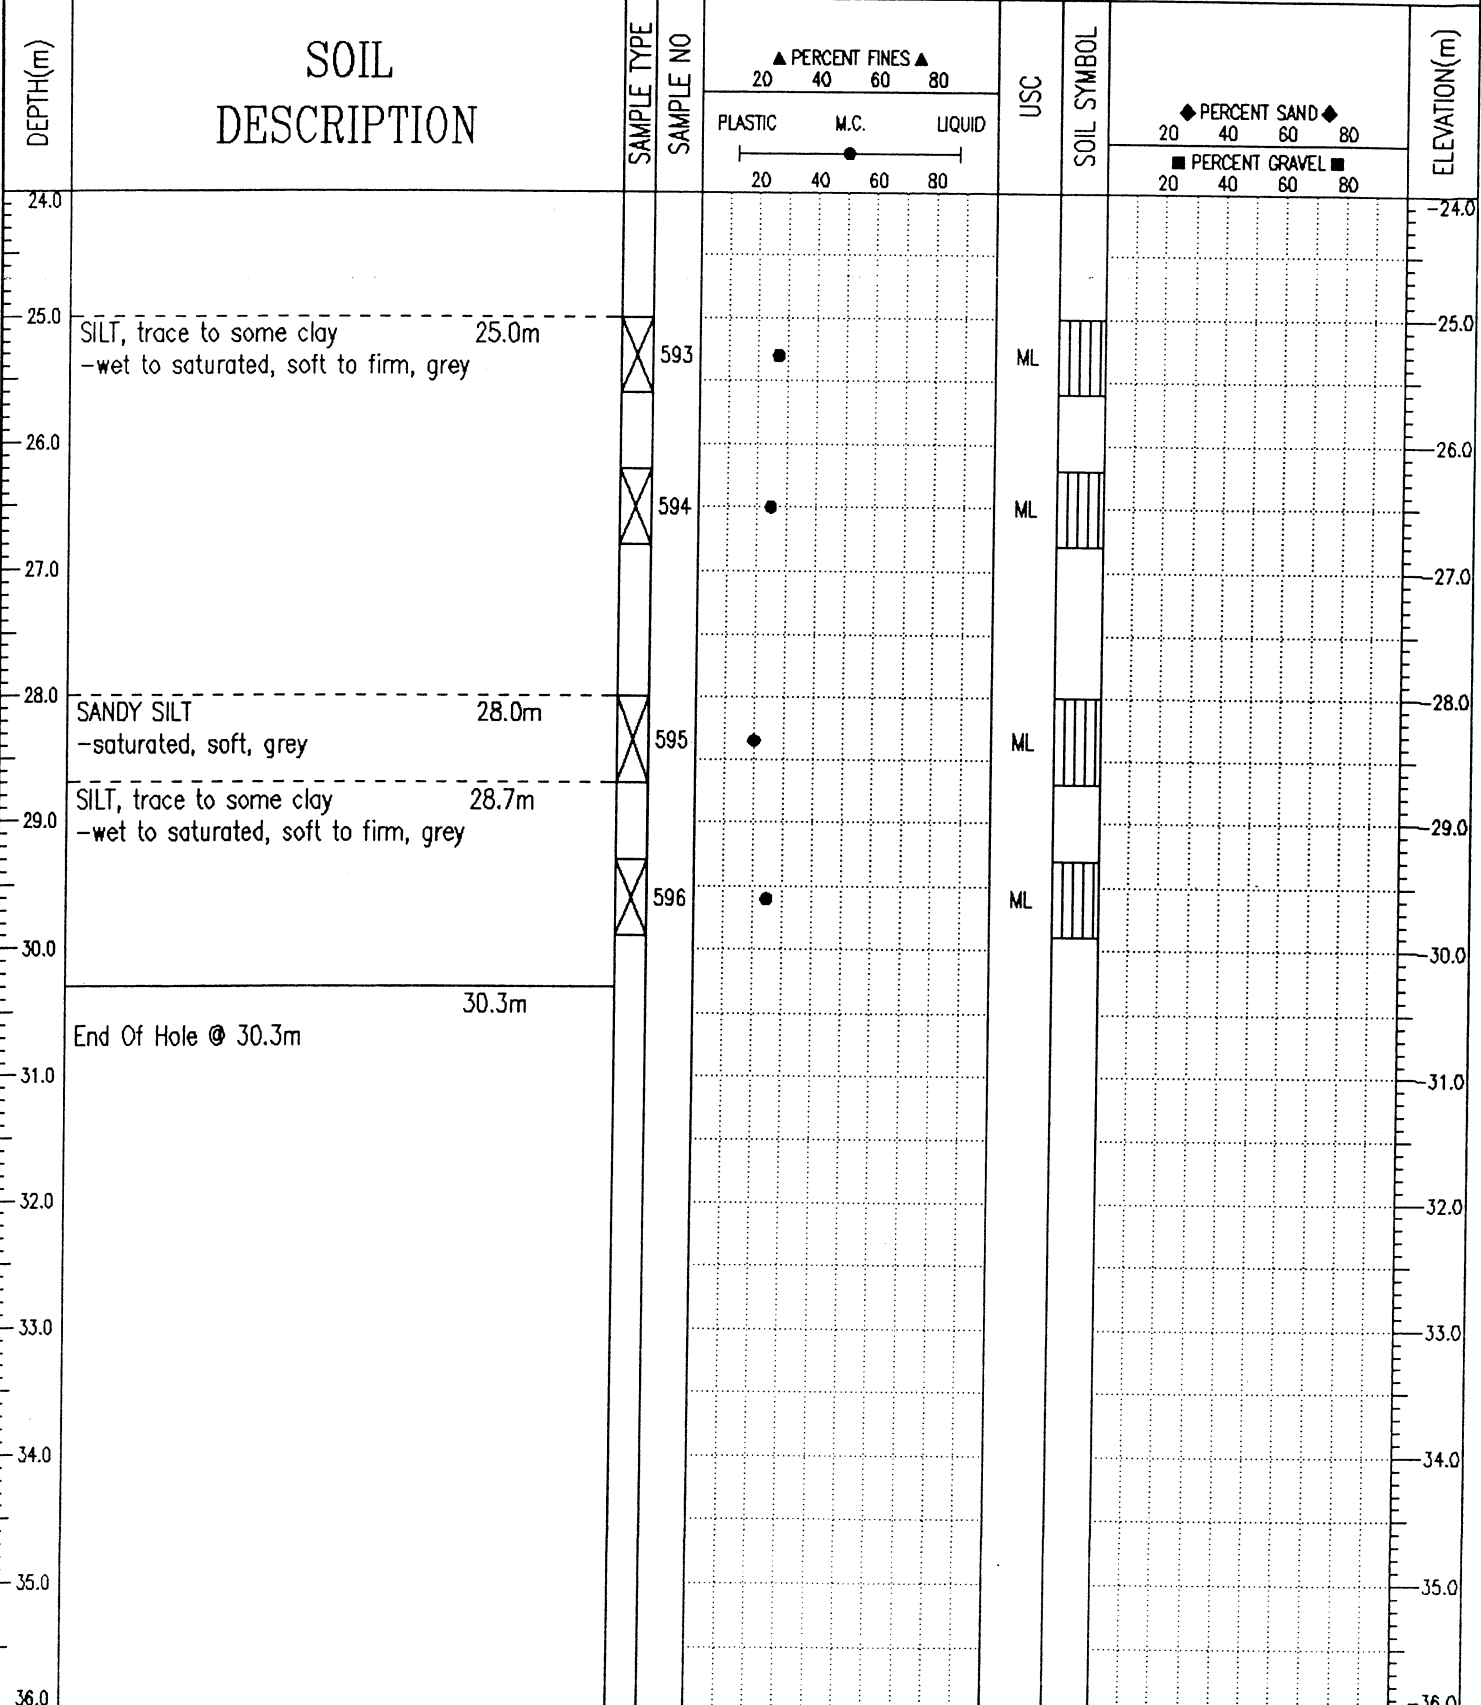 DEPTH(m)
SOIL
DESCRIPTION
SAMPLE TYPE
SAMPLE NO
▲ PERCENT FINES ▲
20 40 60 80
PLASTIC M.C. LIQUID
20 40 60 80
USC
SOIL SYMBOL
◆ PERCENT SAND ◆
20 40 60 80
■ PERCENT GRAVEL ■
20 40 60 80
ELEVATION(m)
24.0 -24.0
25.0 -25.0
SILT, trace to some clay 25.0m
-wet to saturated, soft to firm, grey
593 ML
26.0 -26.0
594 ML
27.0 -27.0
28.0 -28.0
SANDY SILT 28.0m
-saturated, soft, grey
595 ML
SILT, trace to some clay 28.7m
29.0 -29.0
-wet to saturated, soft to firm, grey
596 ML
30.0 -30.0
30.3m
End Of Hole @ 30.3m
31.0 -31.0
32.0 -32.0
33.0 -33.0
34.0 -34.0
35.0 -35.0
36.0 -36.0